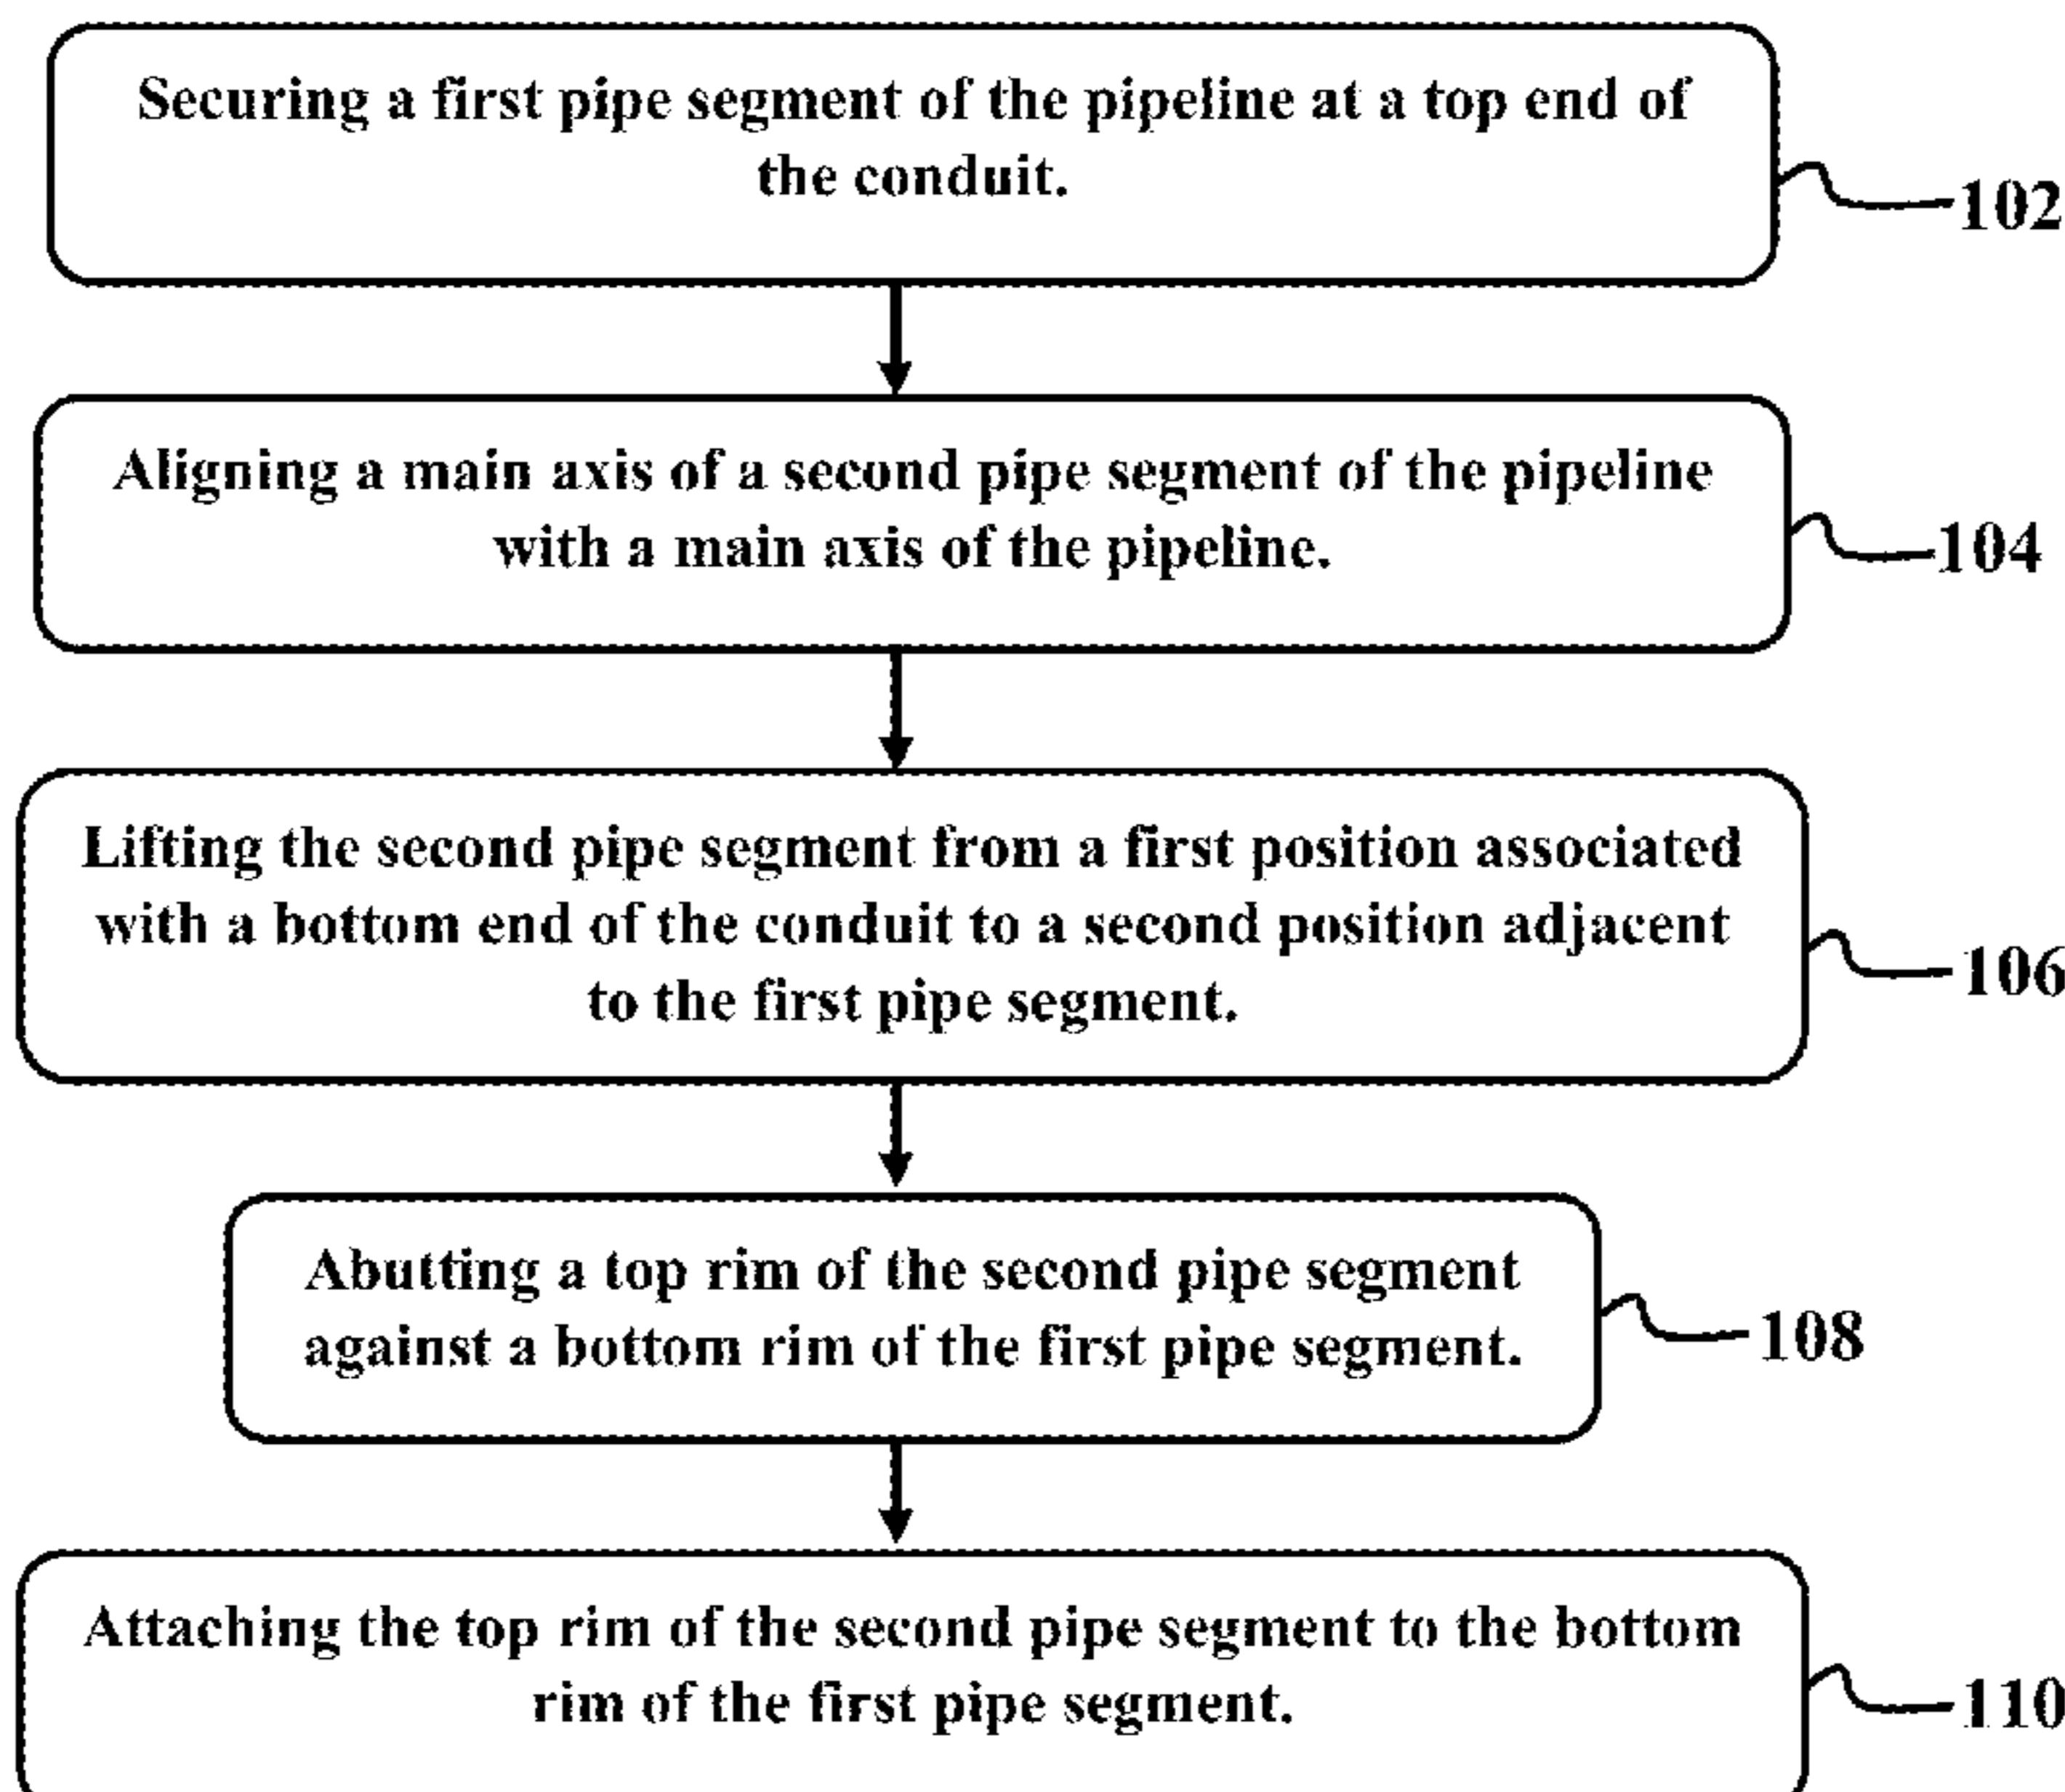 Securing a first pipe segment of the pipeline at a top end of
the conduit.
102
Aligning a main axis of a second pipe segment of the pipeline
with a main axis of the pipeline.
104
Lifting the second pipe segment from a first position associated
with a bottom end of the conduit to a second position adjacent
to the first pipe segment.
106
Abutting a top rim of the second pipe segment
against a bottom rim of the first pipe segment.
108
Attaching the top rim of the second pipe segment to the bottom
rim of the first pipe segment.
110